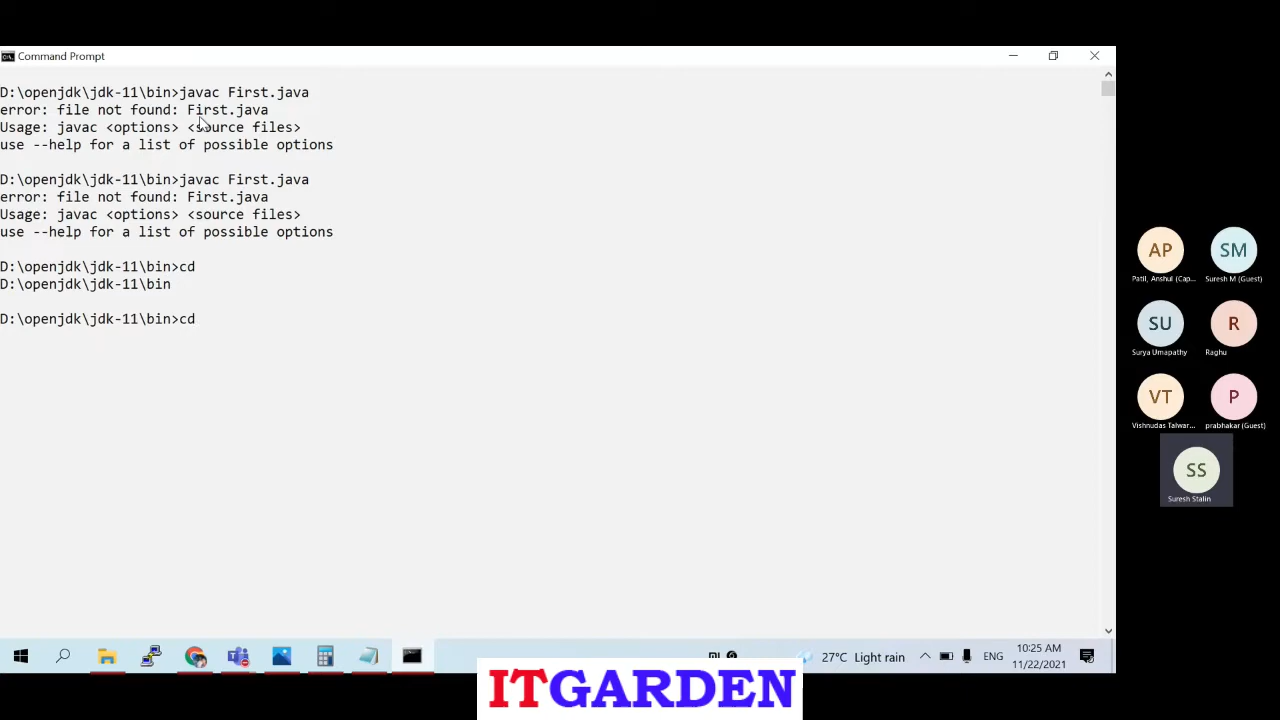 Command Prompt
D:\openjdk\jdk-11\bin>javac First.java
error: file not found: First.java
Usage: javac <options> <source files>
use --help for a list of possible options
D:\openjdk\jdk-11\bin>javac First.java
error: file not found: First.java
Usage: javac <options> <source files>
use --help for a list of possible options
D:\openjdk\jdk-11\bin>cd
D:\openjdk\jdk-11\bin
D:\openjdk\jdk-11\bin>cd
AP
SM
Patil, Anshul (Cap...
Suresh M (Guest)
SU
R
Surya Umapathy
Raghu
VT
P
Vishnudas Talwar...
prabhakar (Guest)
SS
Suresh Stalin
27°C Light rain
ENG
10:25 AM
11/22/2021
ITGARDEN